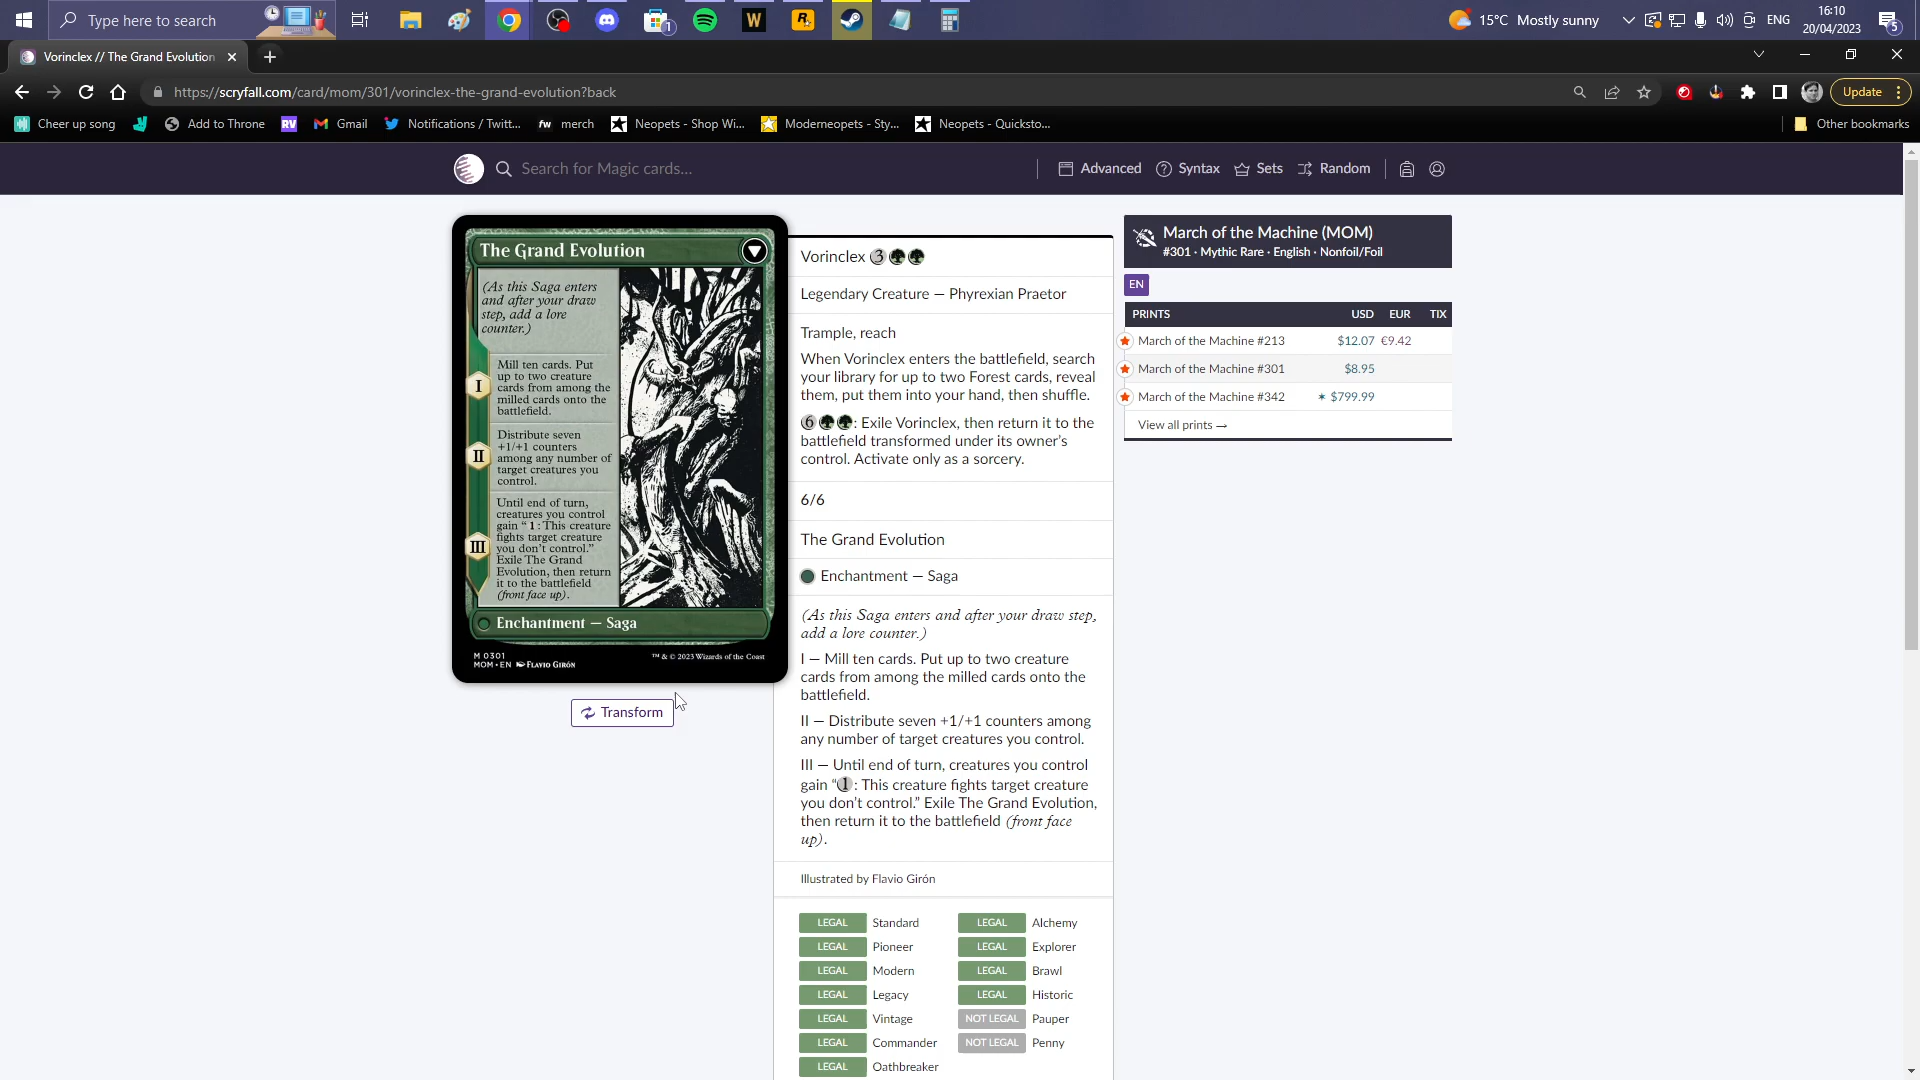 Type here to search
15°C Mostly sunny
ENG
16:10
20/04/2023
5
1
W
R
Vorinclex // The Grand Evolution
https://scryfall.com/card/mom/301/vorinclex-the-grand-evolution?back
Update
Cheer up song
Add to Throne
RV
Gmail
Notifications / Twitt...
fw merch
Neopets - Shop Wi...
Moderneopets - Sty...
Neopets - Quicksto...
Other bookmarks
Search for Magic cards...
Advanced
Syntax
Sets
Random
The Grand Evolution
(As this Saga enters
and after your draw
step, add a lore
counter.)
I
Mill ten cards. Put
up to two creature
cards from among the
milled cards onto the
battlefield.
II
Distribute seven
+1/+1 counters
among any number of
target creatures you
control.
III
Until end of turn,
creatures you control
gain “1: This creature
fights target creature
you don't control.”
Exile The Grand
Evolution, then return
it to the battlefield
(front face up).
Enchantment — Saga
M 0301
MOM • EN FLAVIO GIRÓN
™ & © 2023 Wizards of the Coast
Transform
Vorinclex 3
Legendary Creature — Phyrexian Praetor
Trample, reach
When Vorinclex enters the battlefield, search
your library for up to two Forest cards, reveal
them, put them into your hand, then shuffle.
6: Exile Vorinclex, then return it to the
battlefield transformed under its owner's
control. Activate only as a sorcery.
6/6
The Grand Evolution
Enchantment — Saga
(As this Saga enters and after your draw step,
add a lore counter.)
I — Mill ten cards. Put up to two creature
cards from among the milled cards onto the
battlefield.
II — Distribute seven +1/+1 counters among
any number of target creatures you control.
III — Until end of turn, creatures you control
gain “1: This creature fights target creature
you don't control.” Exile The Grand Evolution,
then return it to the battlefield (front face
up).
Illustrated by Flavio Girón
LEGAL Standard LEGAL Alchemy
LEGAL Pioneer LEGAL Explorer
LEGAL Modern LEGAL Brawl
LEGAL Legacy LEGAL Historic
LEGAL Vintage NOT LEGAL Pauper
LEGAL Commander NOT LEGAL Penny
LEGAL Oathbreaker
March of the Machine (MOM)
#301 · Mythic Rare · English · Nonfoil/Foil
EN
PRINTS USD EUR TIX
March of the Machine #213 $12.07 €9.42
March of the Machine #301 $8.95
March of the Machine #342 ✶ $799.99
View all prints →